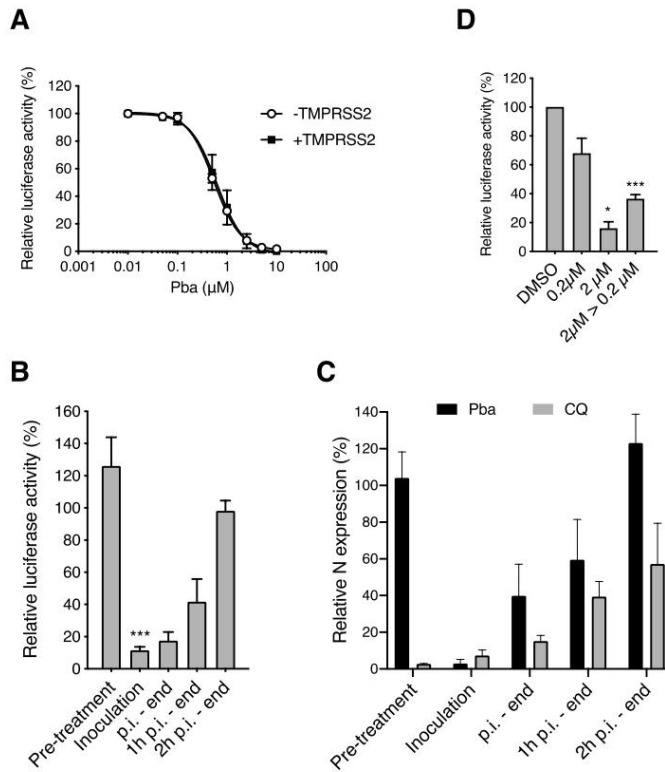 A
Relative luciferase activity (%)
120
100
80
60
40
20
0
0.001
0.01
0.1
1
10
100
Pba (µM)
-TMPRSS2
+TMPRSS2
D
Relative luciferase activity (%)
120
100
80
60
40
20
0
*
***
DMSO
0.2µM
2 µM
2µM > 0.2 µM
B
Relative luciferase activity (%)
160
140
120
100
80
60
40
20
0
***
Pre-treatment
Inoculation
p.i. - end
1h p.i. - end
2h p.i. - end
C
Pba
CQ
Relative N expression (%)
140
120
100
80
60
40
20
0
Pre-treatment
Inoculation
p.i. - end
1h p.i. - end
2h p.i. - end